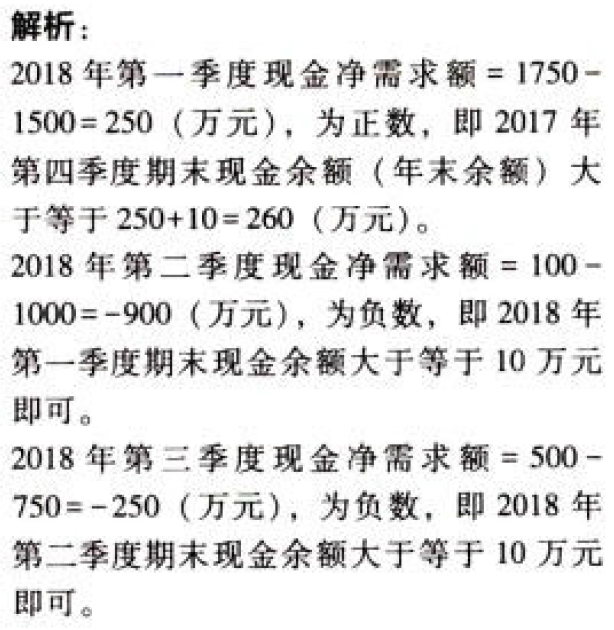 解析：
2018 年第一季度现金净需求额 = 1750-
1500=250（万元），为正数，即 2017 年
第四季度期末现金余额（年末余额）大
于等于 250+10=260（万元）。
2018 年第二季度现金净需求额 = 100-
1000=-900（万元），为负数，即 2018 年
第一季度期末现金余额大于等于 10 万元
即可。
2018 年第三季度现金净需求额 = 500-
750=-250（万元），为负数，即 2018 年
第二季度期末现金余额大于等于 10 万元
即可。